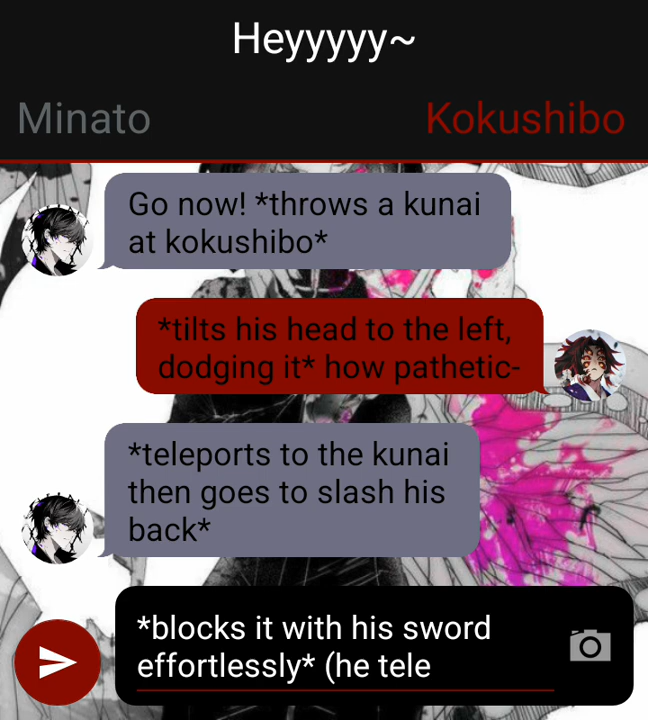 Heyyyyy~
Minato
Kokushibo
Go now! *throws a kunai
at kokushibo*
*tilts his head to the left,
dodging it* how pathetic-
*teleports to the kunai
then goes to slash his
back*
*blocks it with his sword
effortlessly* (he tele